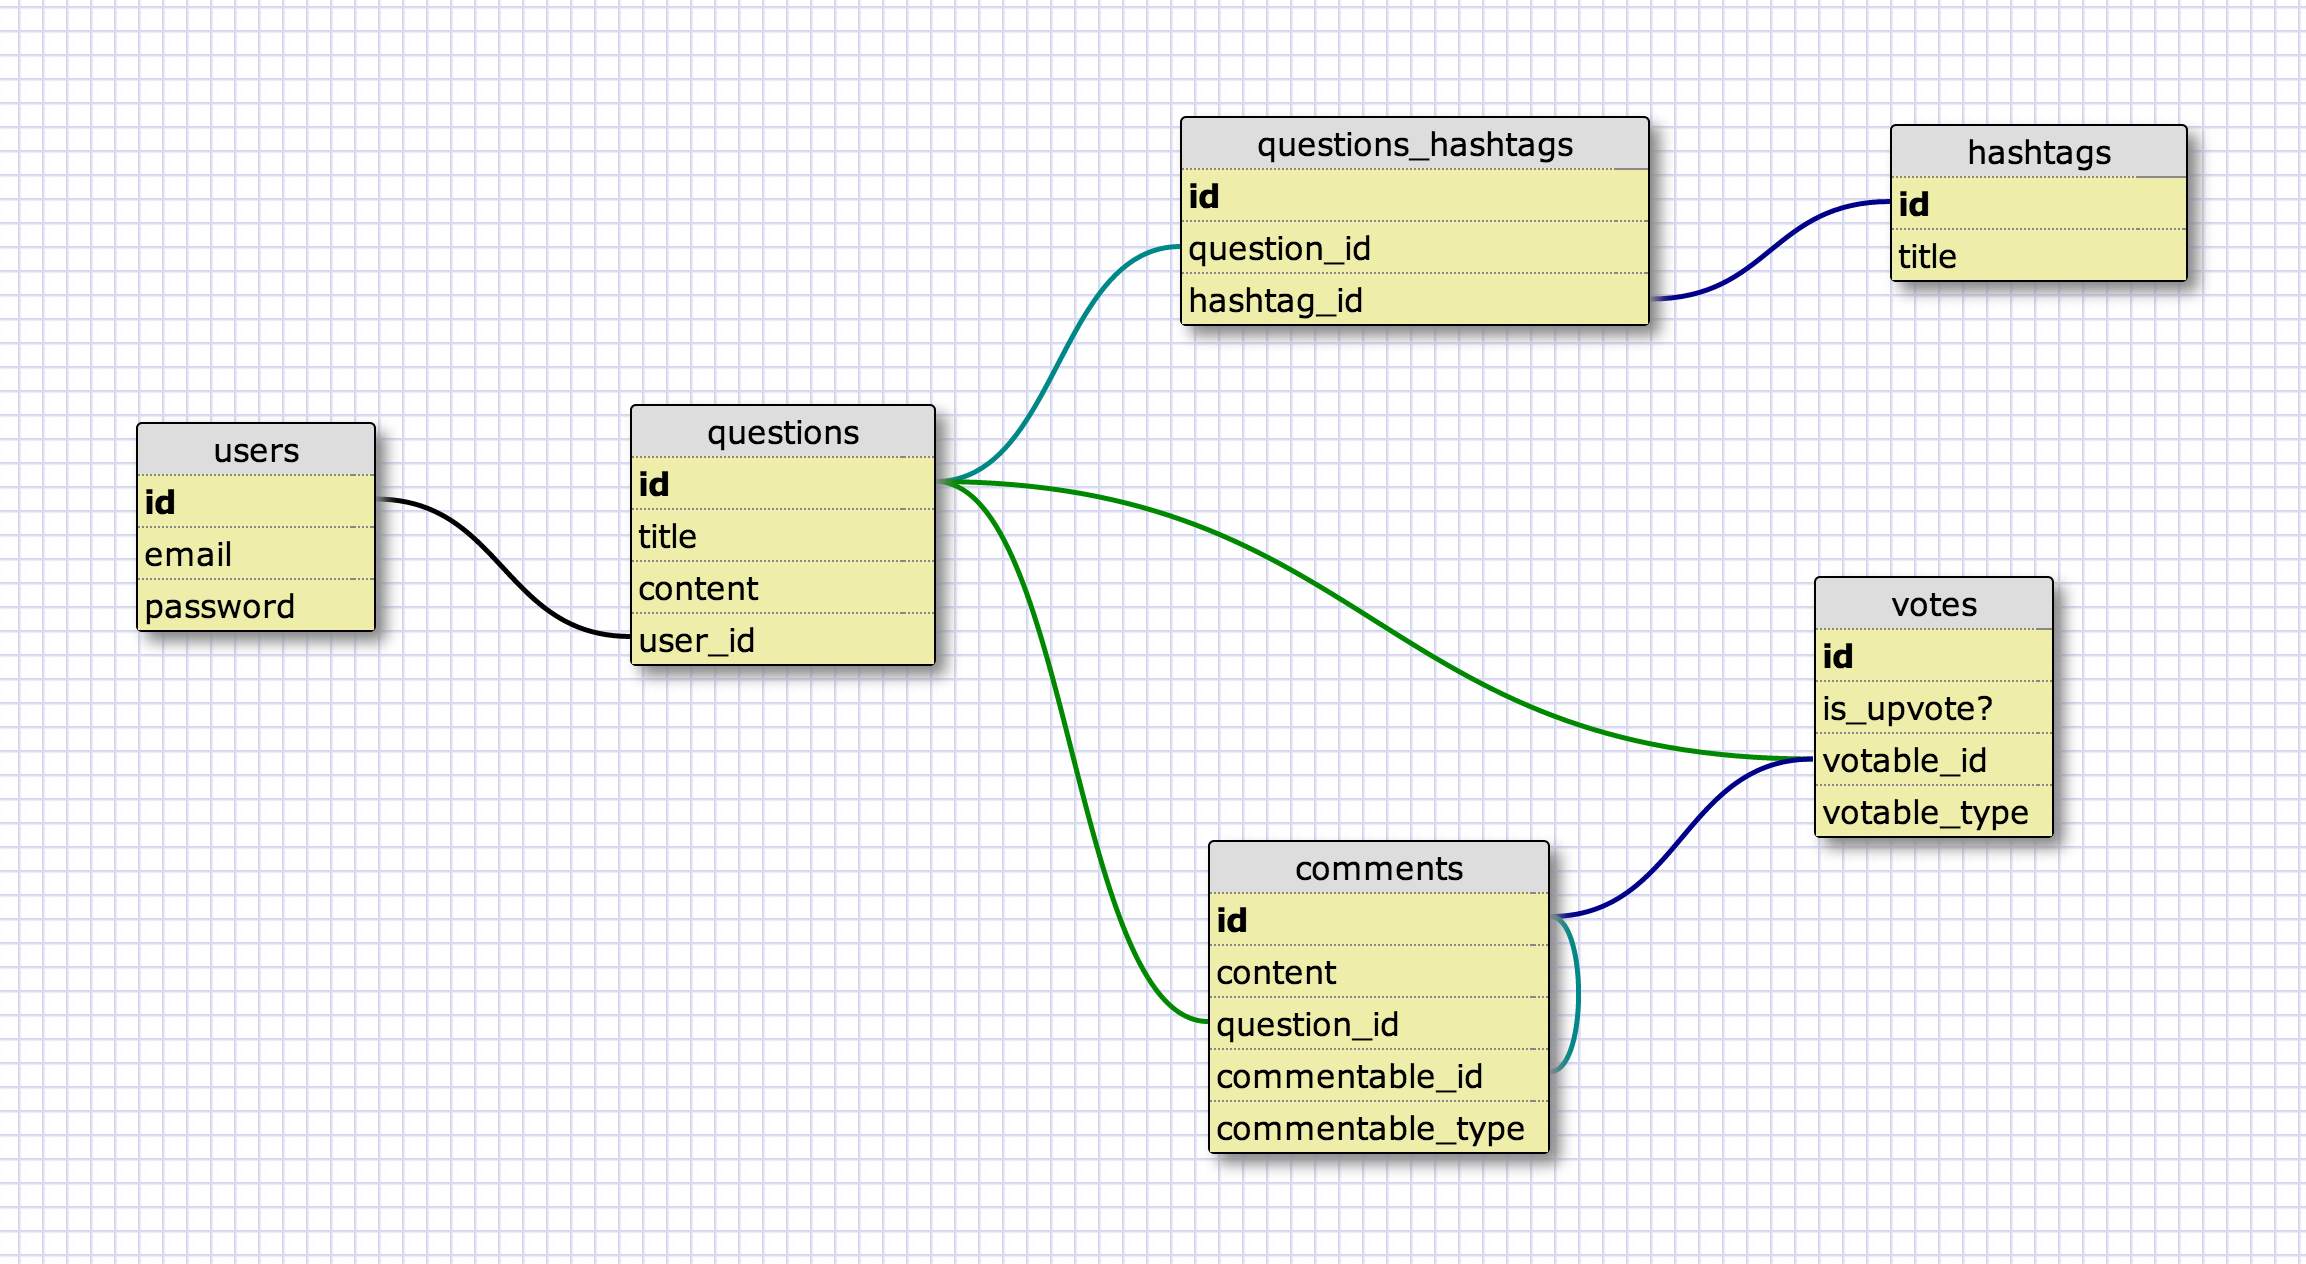 users
id
email
password
questions
id
title
content
user_id
questions_hashtags
id
question_id
hashtag_id
hashtags
id
title
votes
id
is_upvote?
votable_id
votable_type
comments
id
content
question_id
commentable_id
commentable_type